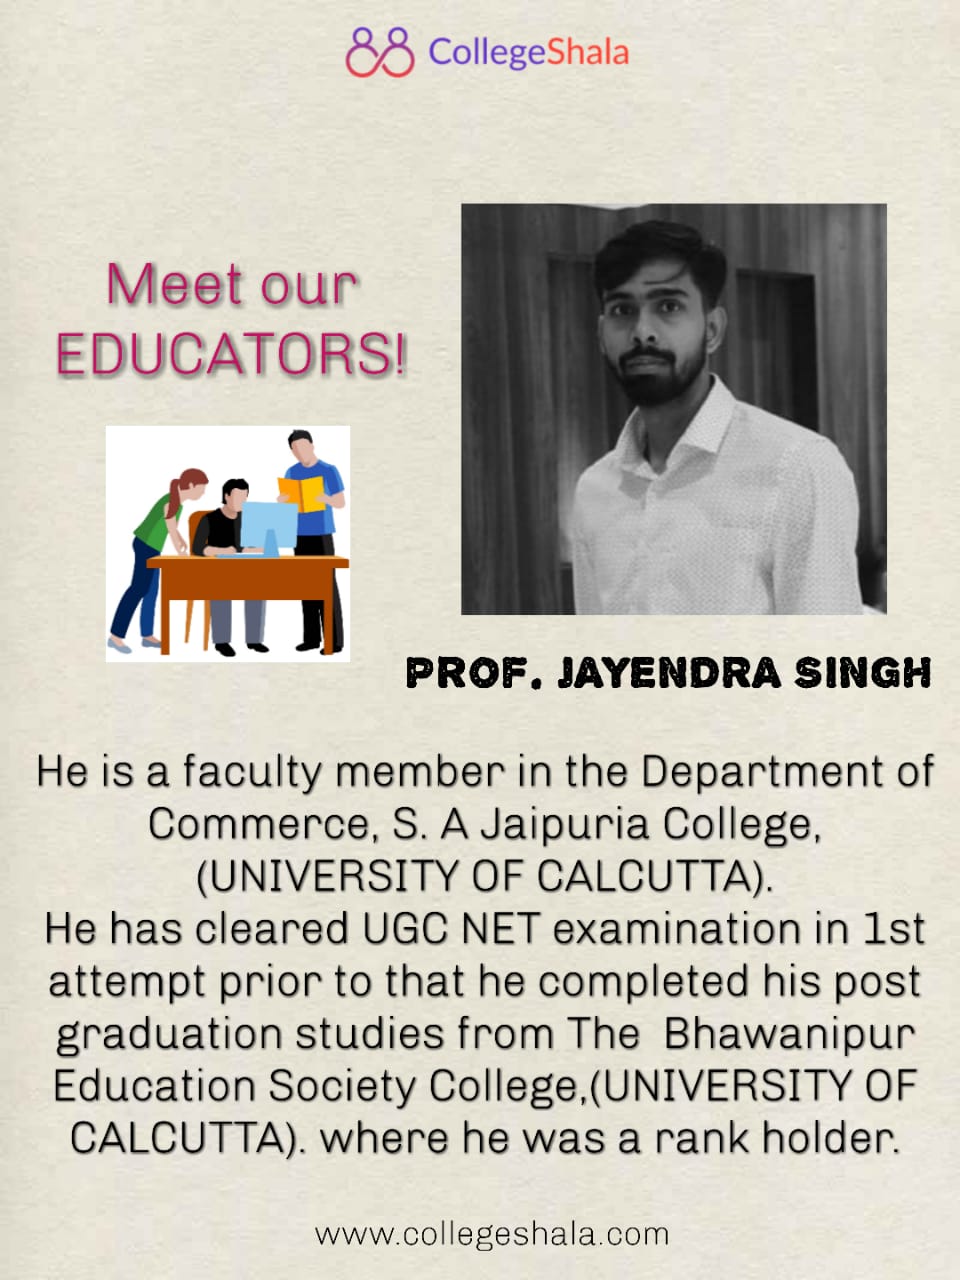 CollegeShala
Meet our
EDUCATORS!
PROF. JAYENDRA SINGH
He is a faculty member in the Department of
Commerce, S. A Jaipuria College,
(UNIVERSITY OF CALCUTTA).
He has cleared UGC NET examination in 1st
attempt prior to that he completed his post
graduation studies from The  Bhawanipur
Education Society College,(UNIVERSITY OF
CALCUTTA). where he was a rank holder.
www.collegeshala.com